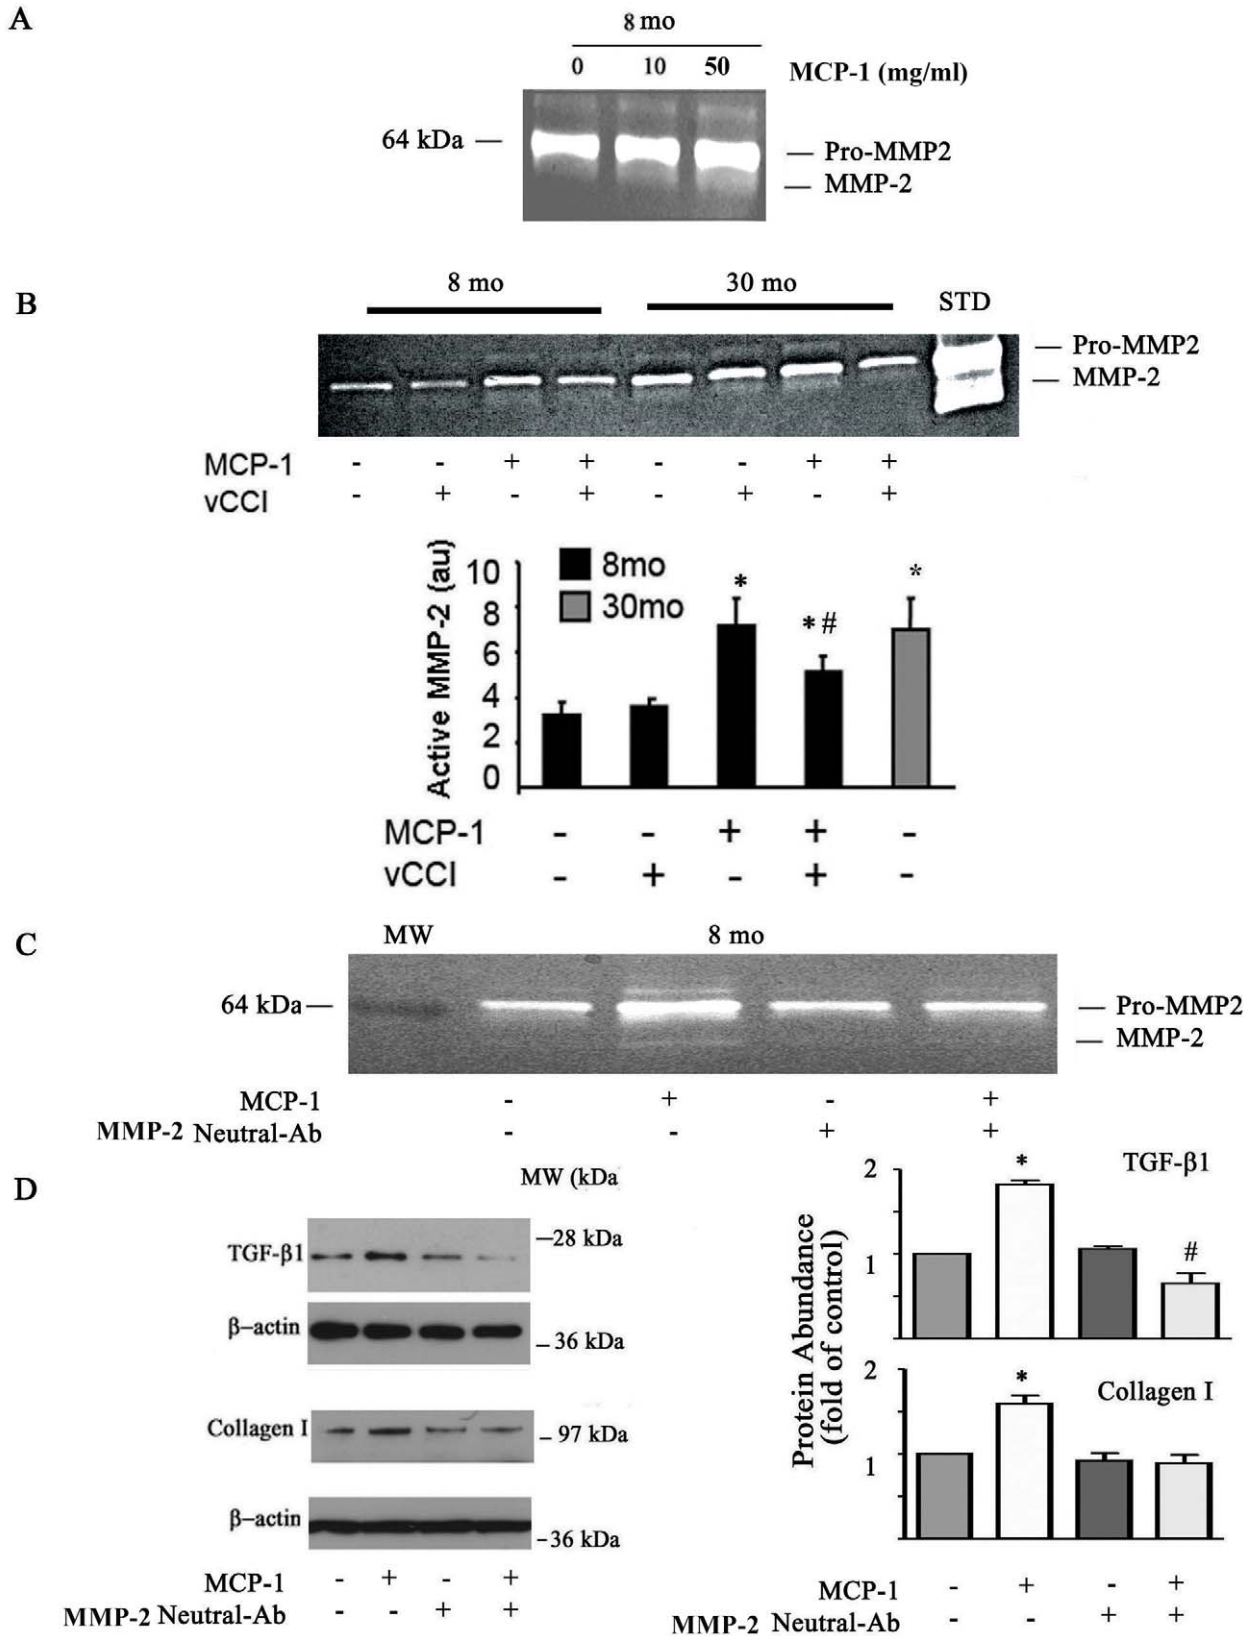 A
8 mo
0 10 50 MCP-1 (mg/ml)
64 kDa
Pro-MMP2
MMP-2
B
8 mo 30 mo STD
Pro-MMP2
MMP-2
MCP-1 - - + + - - + +
vCCI - + - + - + - +
Active MMP-2 (au)
10
8
6
4
2
0
8mo
30mo
*
* #
*
MCP-1 - - + + -
vCCI - + - + -
C
MW 8 mo
64 kDa
Pro-MMP2
MMP-2
MCP-1 - + - +
MMP-2 Neutral-Ab - - + +
D
MW (kDa
TGF-β1
28 kDa
β-actin
36 kDa
Collagen I
97 kDa
β-actin
36 kDa
MCP-1 - + - +
MMP-2 Neutral-Ab - - + +
Protein Abundance
(fold of control)
TGF-β1
2
1
*
#
Collagen I
2
1
*
MCP-1 - + - +
MMP-2 Neutral-Ab - - + +